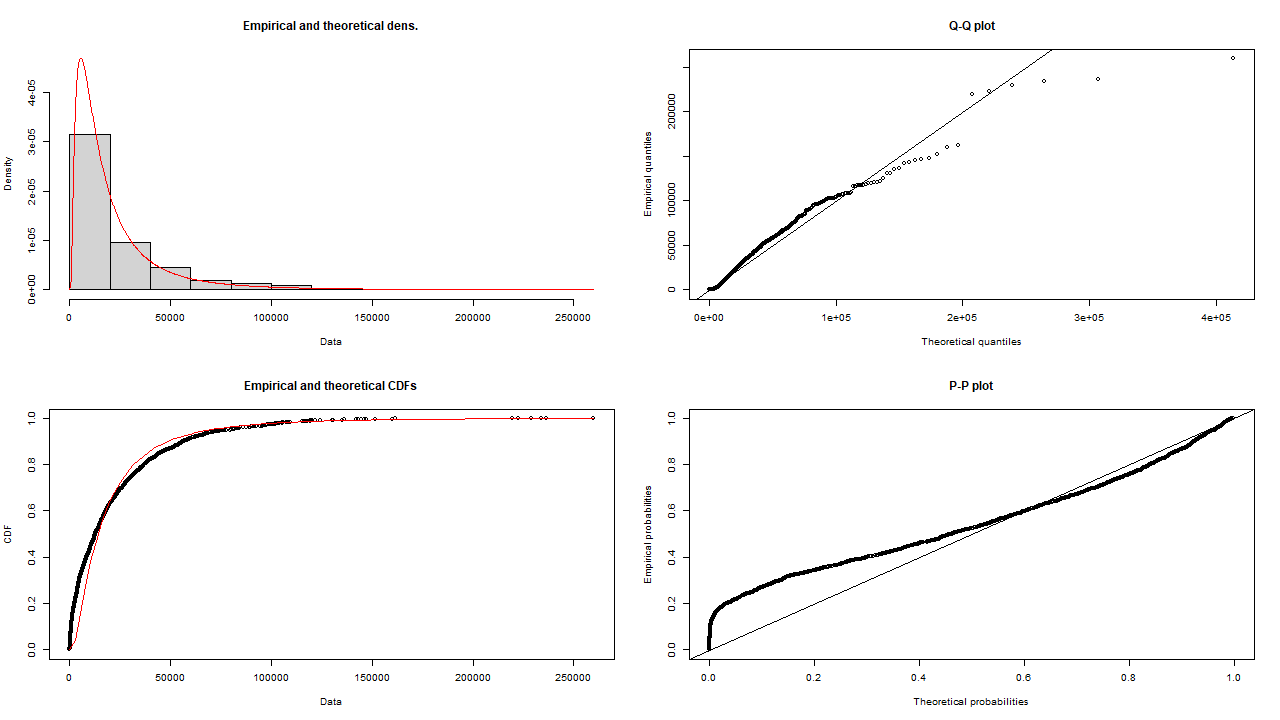 Empirical and theoretical dens.
Density
0e+00 1e-05 2e-05 3e-05 4e-05
0 50000 100000 150000 200000 250000
Data
Q-Q plot
Empirical quantiles
0 50000 100000 200000
0e+00 1e+05 2e+05 3e+05 4e+05
Theoretical quantiles
Empirical and theoretical CDFs
CDF
0.0 0.2 0.4 0.6 0.8 1.0
0 50000 100000 150000 200000 250000
Data
P-P plot
Empirical probabilities
0.0 0.2 0.4 0.6 0.8 1.0
0.0 0.2 0.4 0.6 0.8 1.0
Theoretical probabilities